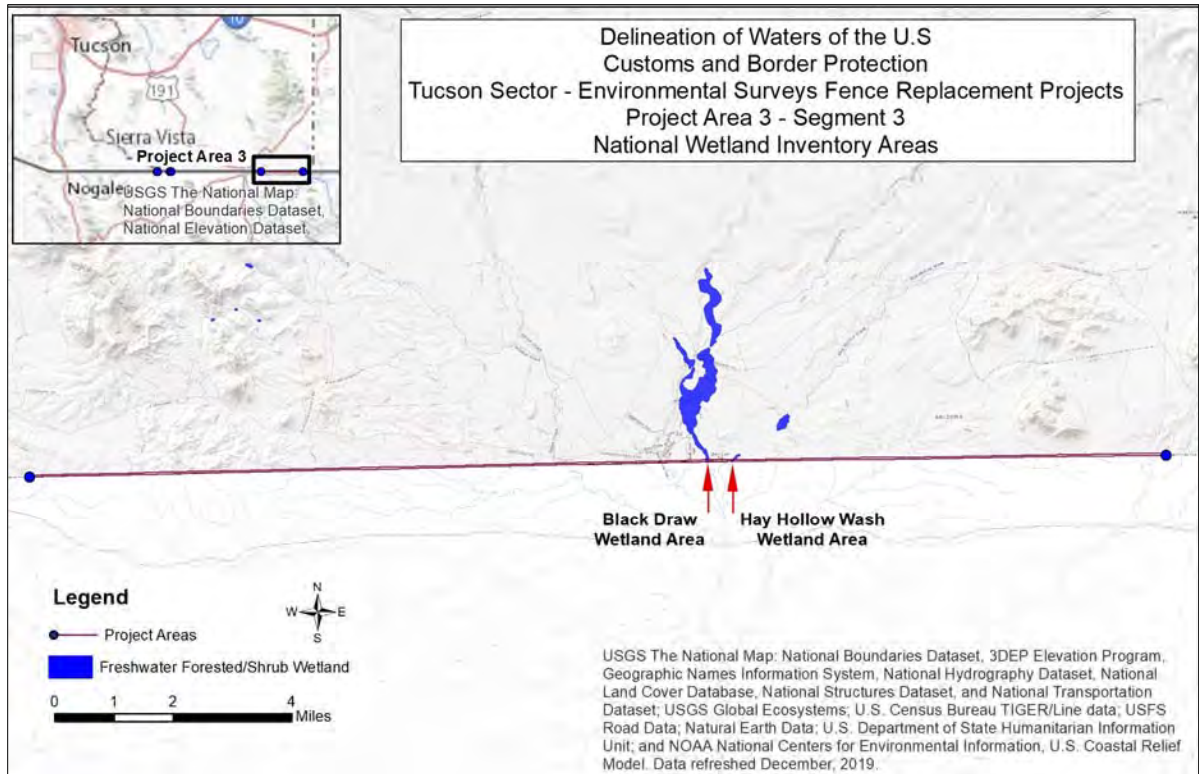 Delineation of Waters of the U.S
Customs and Border Protection
Tucson Sector - Environmental Surveys Fence Replacement Projects
Project Area 3 - Segment 3
National Wetland Inventory Areas
10
Tucson
191
Sierra Vista
Project Area 3
Nogale
USGS The National Map:
National Boundaries Dataset,
National Elevation Dataset
ARIZONA
Black Draw
Wetland Area
Hay Hollow Wash
Wetland Area
Legend
Project Areas
Freshwater Forested/Shrub Wetland
N
W E
S
0 1 2 4
Miles
USGS The National Map: National Boundaries Dataset, 3DEP Elevation Program,
Geographic Names Information System, National Hydrography Dataset, National
Land Cover Database, National Structures Dataset, and National Transportation
Dataset; USGS Global Ecosystems; U.S. Census Bureau TIGER/Line data; USFS
Road Data; Natural Earth Data; U.S. Department of State Humanitarian Information
Unit; and NOAA National Centers for Environmental Information, U.S. Coastal Relief
Model. Data refreshed December, 2019.